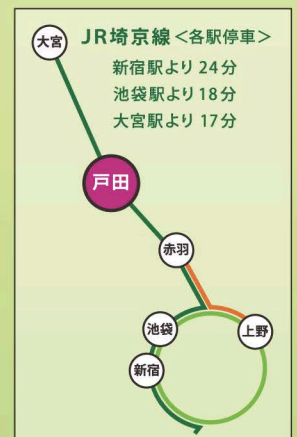 大宮
JR埼京線＜各駅停車＞
新宿駅より24分
池袋駅より18分
大宮駅より17分
戸田
赤羽
池袋
上野
新宿